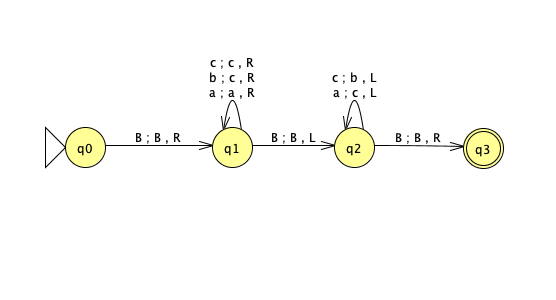 c ; c , R
b ; c , R
a ; a , R
c ; b , L
a ; c , L
B ; B , R
B ; B , L
B ; B , R
q0
q1
q2
q3